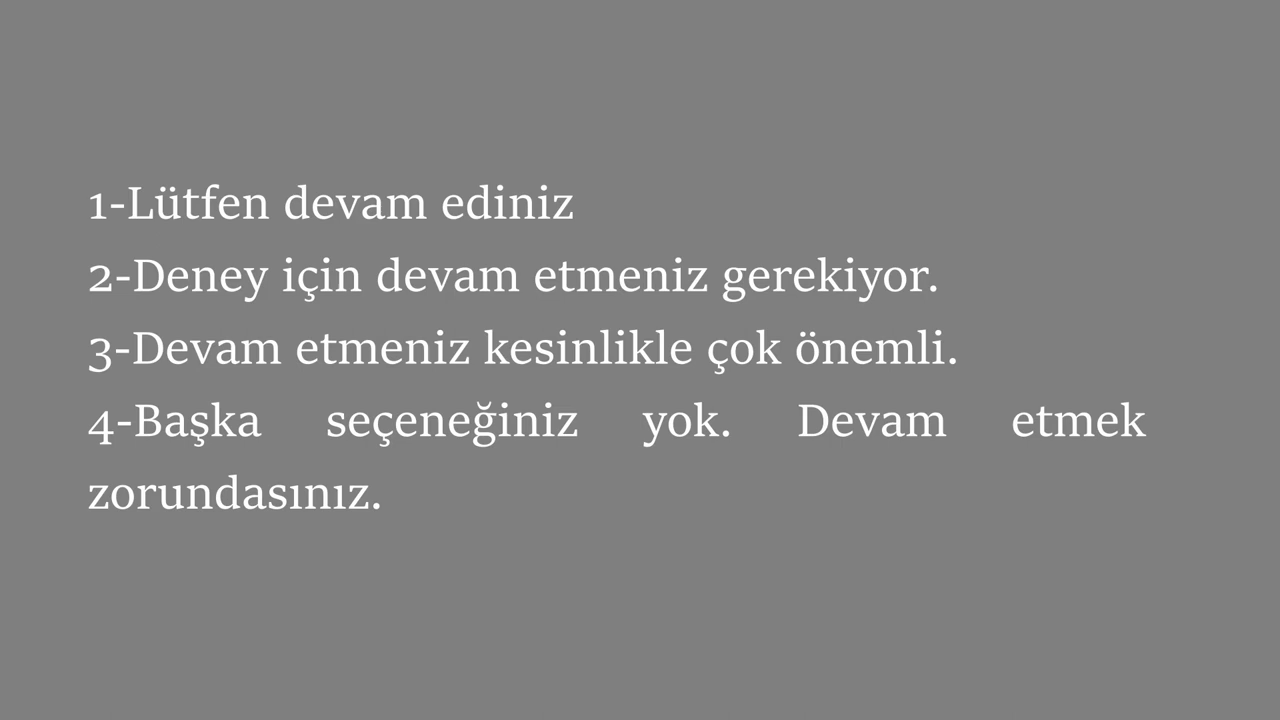 1-Lütfen devam ediniz
2-Deney için devam etmeniz gerekiyor.
3-Devam etmeniz kesinlikle çok önemli.
4-Başka seçeneğiniz yok. Devam etmek
zorundasınız.